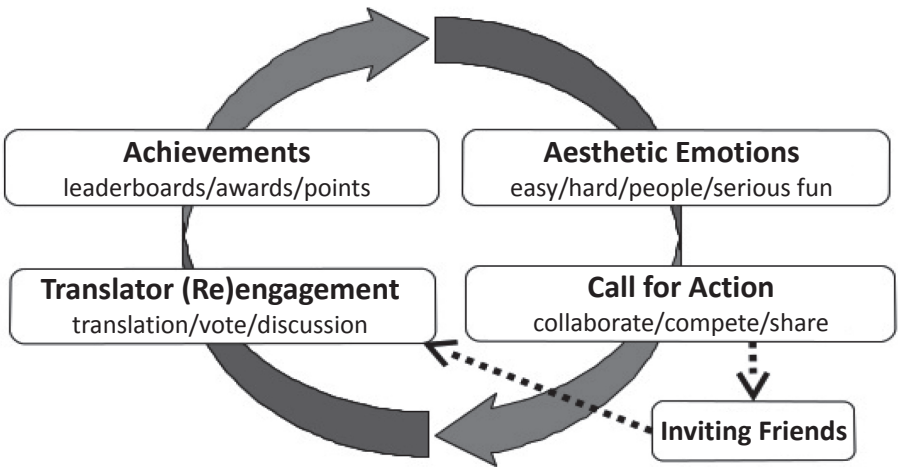 Achievements
leaderboards/awards/points
Aesthetic Emotions
easy/hard/people/serious fun
Translator (Re)engagement
translation/vote/discussion
Call for Action
collaborate/compete/share
Inviting Friends